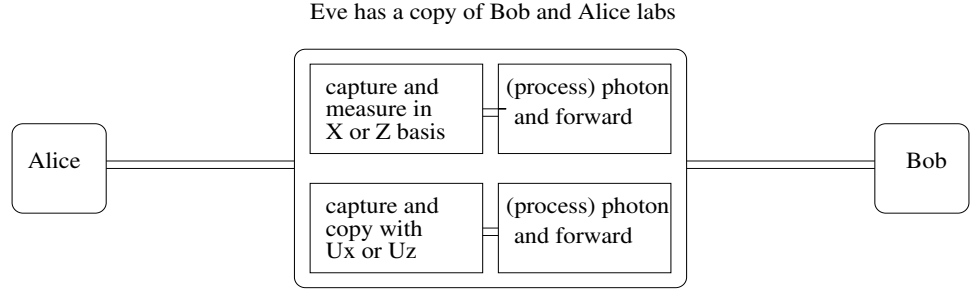 Eve has a copy of Bob and Alice labs
Alice
capture and
measure in
X or Z basis
(process) photon
and forward
capture and
copy with
Ux or Uz
(process) photon
and forward
Bob